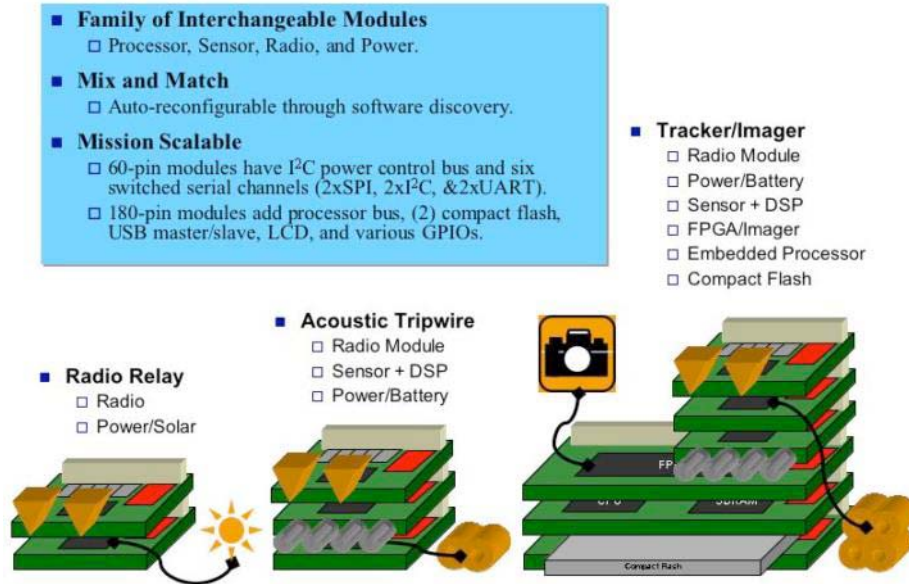 Family of Interchangeable Modules
Processor, Sensor, Radio, and Power.
Mix and Match
Auto-reconfigurable through software discovery.
Mission Scalable
60-pin modules have I²C power control bus and six
switched serial channels (2xSPI, 2xI²C, &2xUART).
180-pin modules add processor bus, (2) compact flash,
USB master/slave, LCD, and various GPIOs.
Tracker/Imager
Radio Module
Power/Battery
Sensor + DSP
FPGA/Imager
Embedded Processor
Compact Flash
Acoustic Tripwire
Radio Module
Sensor + DSP
Power/Battery
Radio Relay
Radio
Power/Solar
Compact Flash